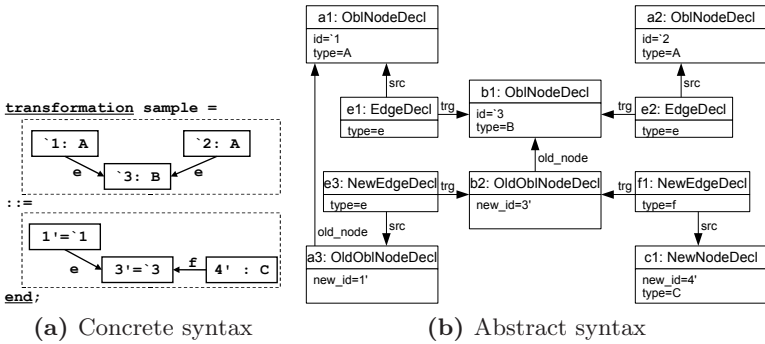 transformation sample =
`1: A
`2: A
e
e
`3: B
::=
1'=`1
e
f
3'=`3
4' : C
end;
(a) Concrete syntax
a1: OblNodeDecl
id=`1
type=A
a2: OblNodeDecl
id=`2
type=A
src
src
b1: OblNodeDecl
id=`3
type=B
e1: EdgeDecl
type=e
trg
trg
e2: EdgeDecl
type=e
old_node
e3: NewEdgeDecl
type=e
trg
b2: OldOblNodeDecl
new_id=3'
trg
f1: NewEdgeDecl
type=f
old_node
src
src
a3: OldOblNodeDecl
new_id=1'
c1: NewNodeDecl
new_id=4'
type=C
(b) Abstract syntax